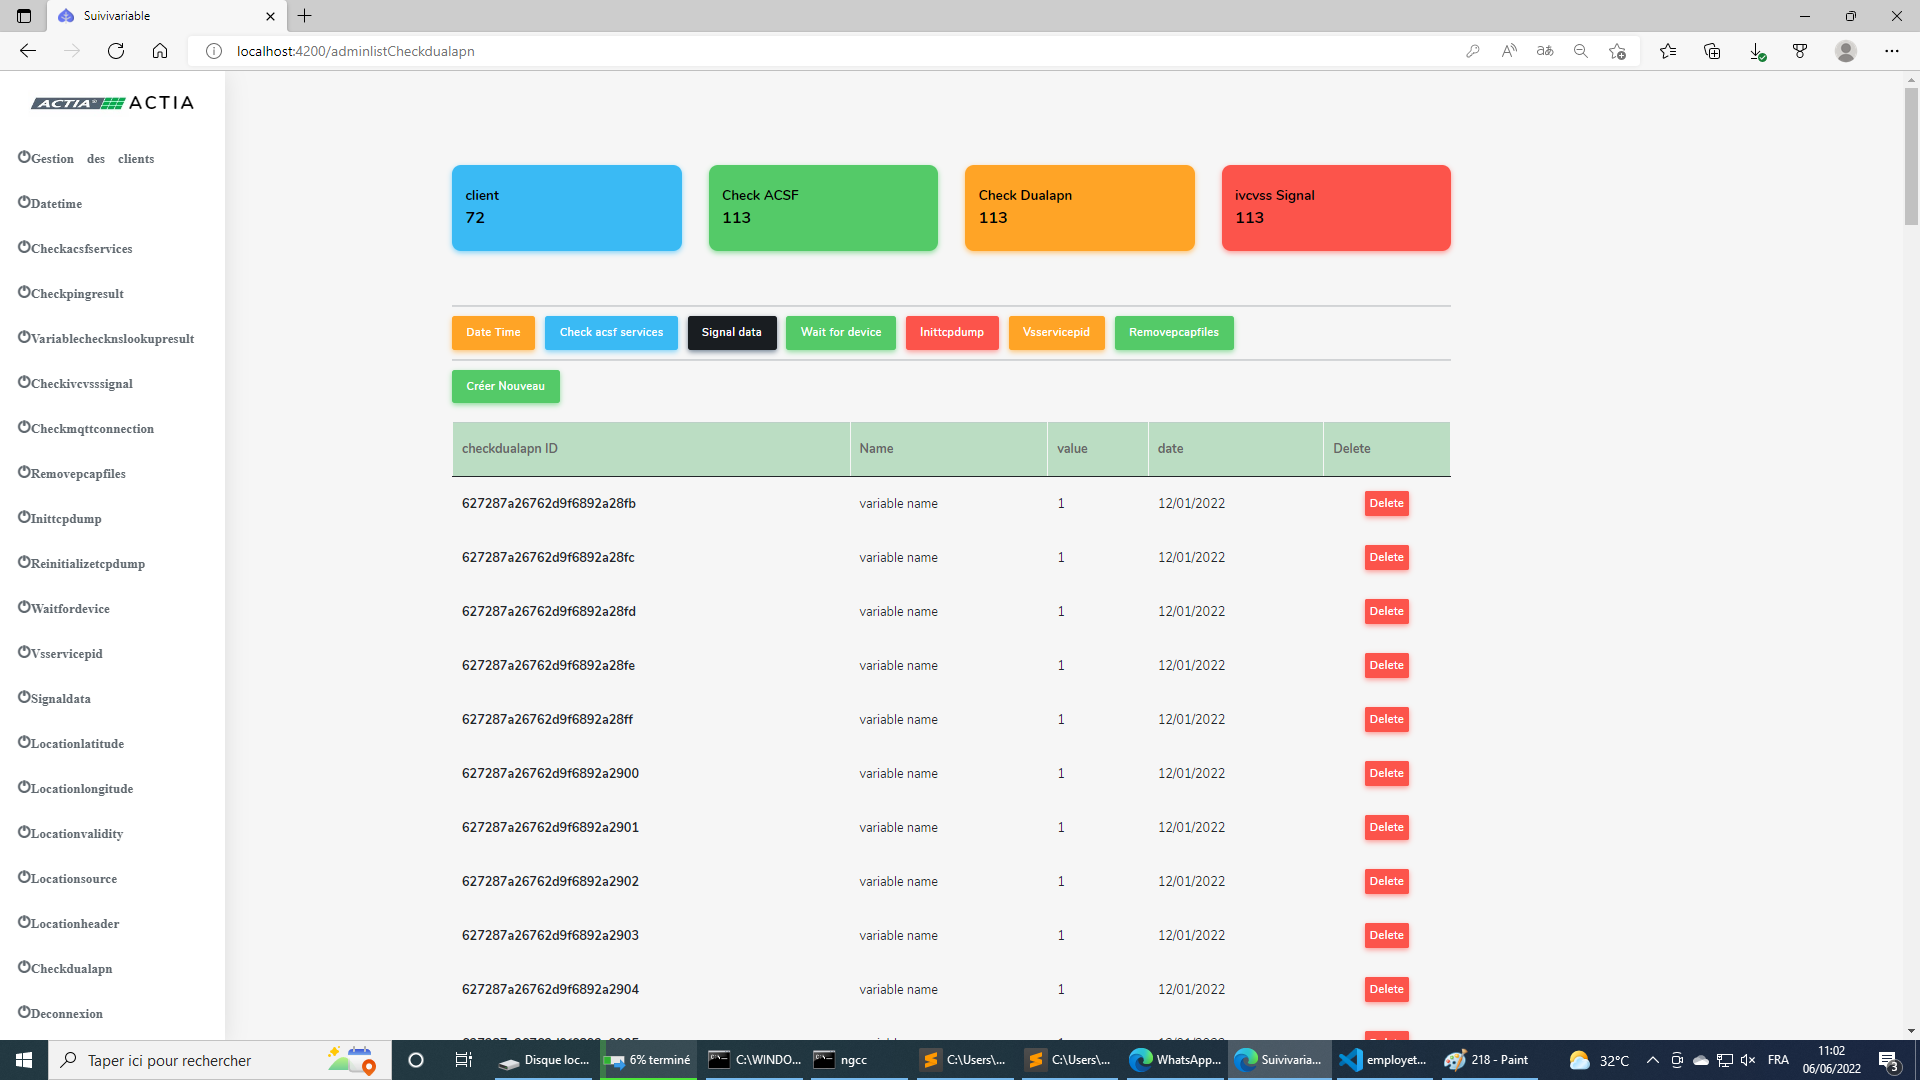 Suivivariable
localhost:4200/adminlistCheckdualapn
ACTIA ACTIA
Gestion des clients
Datetime
Checkacsfservices
Checkpingresult
Variablechecknslookupresult
Checkivcvsssignal
Checkmqttconnection
Removepcapfiles
Inittcpdump
Reinitializetcpdump
Waitfordevice
Vsservicepid
Signaldata
Locationlatitude
Locationlongitude
Locationvalidity
Locationsource
Locationheader
Checkdualapn
Deconnexion
client
72
Check ACSF
113
Check Dualapn
113
ivcvss Signal
113
Date Time Check acsf services Signal data Wait for device Inittcpdump Vsservicepid Removepcapfiles
Créer Nouveau
checkdualapn ID Name value date Delete
627287a26762d9f6892a28fb variable name 1 12/01/2022 Delete
627287a26762d9f6892a28fc variable name 1 12/01/2022 Delete
627287a26762d9f6892a28fd variable name 1 12/01/2022 Delete
627287a26762d9f6892a28fe variable name 1 12/01/2022 Delete
627287a26762d9f6892a28ff variable name 1 12/01/2022 Delete
627287a26762d9f6892a2900 variable name 1 12/01/2022 Delete
627287a26762d9f6892a2901 variable name 1 12/01/2022 Delete
627287a26762d9f6892a2902 variable name 1 12/01/2022 Delete
627287a26762d9f6892a2903 variable name 1 12/01/2022 Delete
627287a26762d9f6892a2904 variable name 1 12/01/2022 Delete
Taper ici pour rechercher Disque loc... 6% terminé C:\WINDO... ngcc C:\Users\... C:\Users\... WhatsApp... Suivivaria... employet... 218 - Paint 32°C FRA 11:02
06/06/2022 3